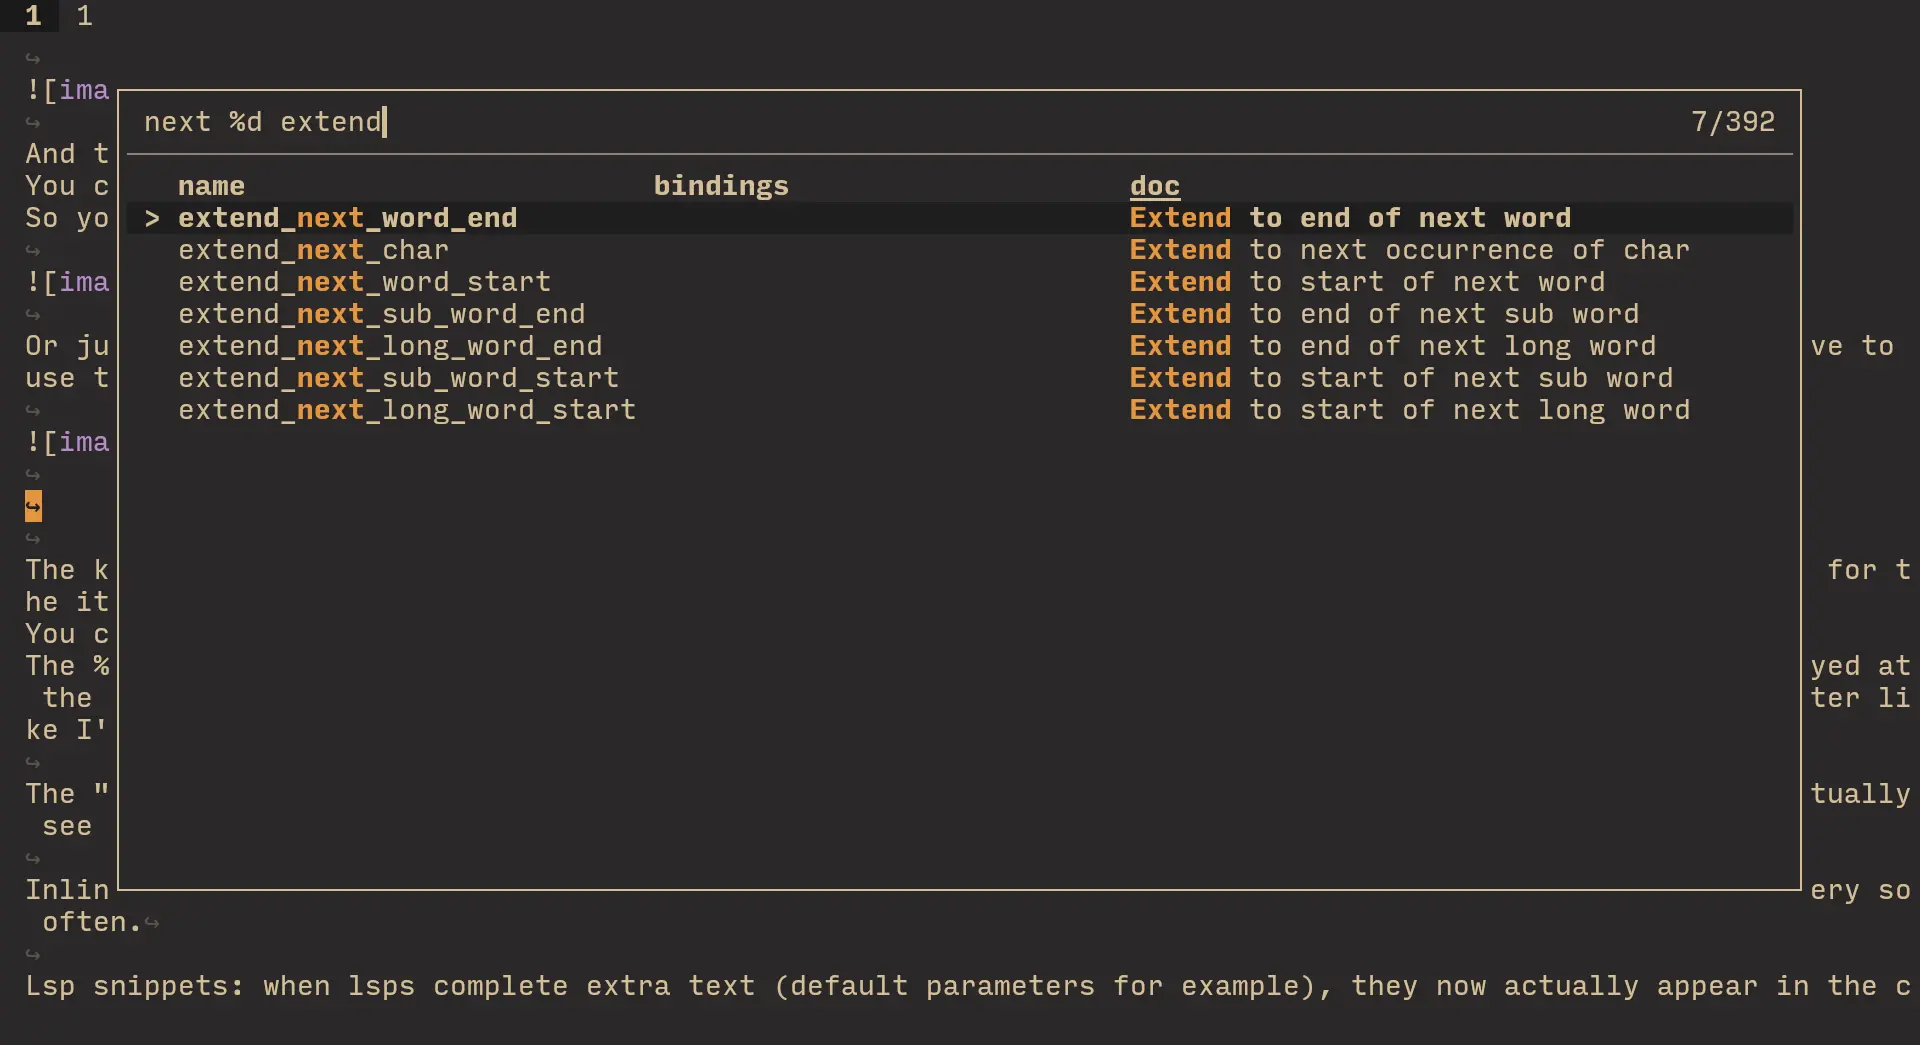 1 1
↪
![ima
↪
next %d extend 7/392
And t
You c
name bindings doc
So yo
> extend_next_word_end Extend to end of next word
↪
extend_next_char Extend to next occurrence of char
![ima
extend_next_word_start Extend to start of next word
↪
extend_next_sub_word_end Extend to end of next sub word
Or ju
extend_next_long_word_end Extend to end of next long word
ve to
use t
extend_next_sub_word_start Extend to start of next sub word
↪
extend_next_long_word_start Extend to start of next long word
![ima
↪
↪
↪
The k
for t
he it
You c
The %
yed at
the
ter li
ke I'
↪
The "
tually
see
↪
Inlin
ery so
often.↪
↪
Lsp snippets: when lsps complete extra text (default parameters for example), they now actually appear in the c